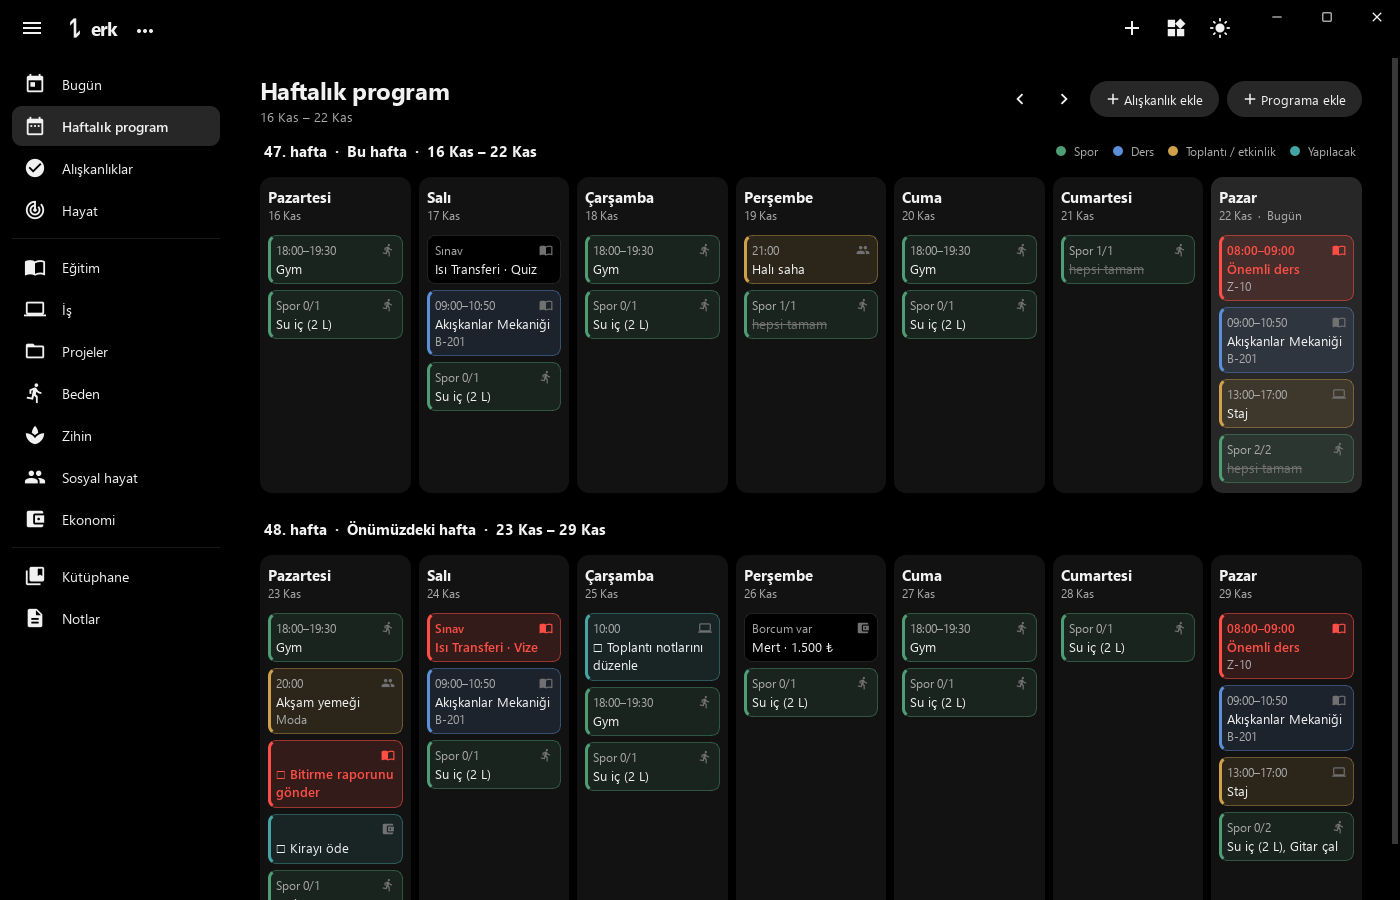 erk
Bugün
Haftalık program
Alışkanlıklar
Hayat
Eğitim
İş
Projeler
Beden
Zihin
Sosyal hayat
Ekonomi
Kütüphane
Notlar
Haftalık program
16 Kas – 22 Kas
+ Alışkanlık ekle
+ Programa ekle
47. hafta · Bu hafta · 16 Kas – 22 Kas
Spor
Ders
Toplantı / etkinlik
Yapılacak
Pazartesi
16 Kas
18:00–19:30
Gym
Spor 0/1
Su iç (2 L)
Salı
17 Kas
Sınav
Isı Transferi · Quiz
09:00–10:50
Akışkanlar Mekaniği
B-201
Spor 0/1
Su iç (2 L)
Çarşamba
18 Kas
18:00–19:30
Gym
Spor 0/1
Su iç (2 L)
Perşembe
19 Kas
21:00
Halı saha
Spor 1/1
hepsi tamam
Cuma
20 Kas
18:00–19:30
Gym
Spor 0/1
Su iç (2 L)
Cumartesi
21 Kas
Spor 1/1
hepsi tamam
Pazar
22 Kas · Bugün
08:00–09:00
Önemli ders
Z-10
09:00–10:50
Akışkanlar Mekaniği
B-201
13:00–17:00
Staj
Spor 2/2
hepsi tamam
48. hafta · Önümüzdeki hafta · 23 Kas – 29 Kas
Pazartesi
23 Kas
18:00–19:30
Gym
20:00
Akşam yemeği
Moda
□ Bitirme raporunu
gönder
□ Kirayı öde
Spor 0/1
Salı
24 Kas
Sınav
Isı Transferi · Vize
09:00–10:50
Akışkanlar Mekaniği
B-201
Spor 0/1
Su iç (2 L)
Çarşamba
25 Kas
10:00
□ Toplantı notlarını
düzenle
18:00–19:30
Gym
Spor 0/1
Su iç (2 L)
Perşembe
26 Kas
Borcum var
Mert · 1.500 ₺
Spor 0/1
Su iç (2 L)
Cuma
27 Kas
18:00–19:30
Gym
Spor 0/1
Su iç (2 L)
Cumartesi
28 Kas
Spor 0/1
Su iç (2 L)
Pazar
29 Kas
08:00–09:00
Önemli ders
Z-10
09:00–10:50
Akışkanlar Mekaniği
B-201
13:00–17:00
Staj
Spor 0/2
Su iç (2 L), Gitar çal